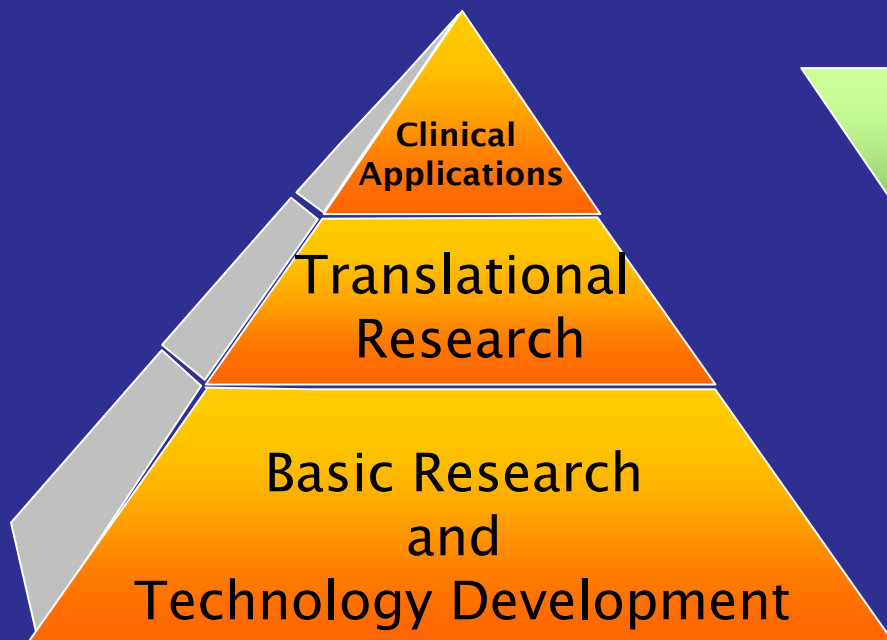 Clinical
Applications
Translational
Research
Basic Research
and
Technology Development